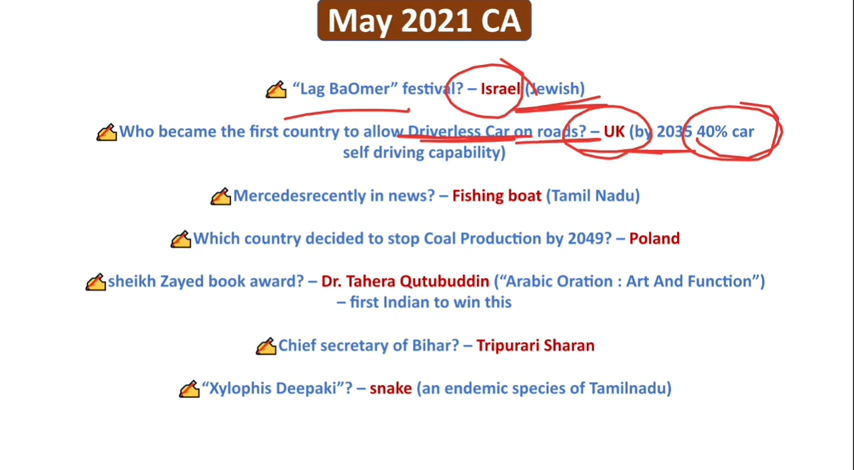 May 2021 CA
"Lag BaOmer" festival? – Israel (Jewish)
Who became the first country to allow Driverless Car on roads? – UK (by 2035 40% car
self driving capability)
Mercedesrecently in news? – Fishing boat (Tamil Nadu)
Which country decided to stop Coal Production by 2049? – Poland
sheikh Zayed book award? – Dr. Tahera Qutubuddin ("Arabic Oration : Art And Function")
– first Indian to win this
Chief secretary of Bihar? – Tripurari Sharan
"Xylophis Deepaki"? – snake (an endemic species of Tamilnadu)